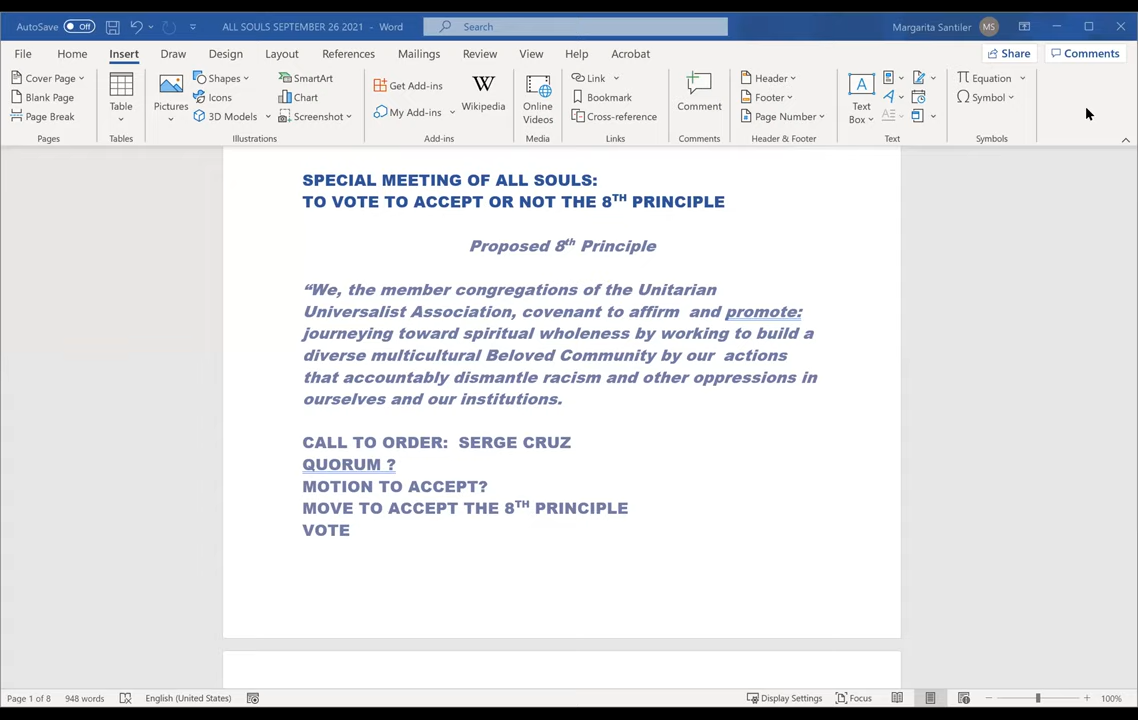 AutoSave Off ALL SOULS SEPTEMBER 26 2021 - Word Search Margarita Santiler MS
File Home Insert Draw Design Layout References Mailings Review View Help Acrobat Share Comments
Cover Page
Blank Page
Page Break
Pages
Table
Tables
Pictures
Shapes
Icons
3D Models
SmartArt
Chart
Screenshot
Illustrations
Get Add-ins
My Add-ins
W
Wikipedia
Add-ins
Online
Videos
Media
Link
Bookmark
Cross-reference
Links
Comment
Comments
Header
Footer
Page Number
Header & Footer
A
Text
Box
Text
Equation
Symbol
Symbols
SPECIAL MEETING OF ALL SOULS:
TO VOTE TO ACCEPT OR NOT THE 8TH PRINCIPLE
Proposed 8th Principle
“We, the member congregations of the Unitarian
Universalist Association, covenant to affirm and promote:
journeying toward spiritual wholeness by working to build a
diverse multicultural Beloved Community by our actions
that accountably dismantle racism and other oppressions in
ourselves and our institutions.
CALL TO ORDER: SERGE CRUZ
QUORUM ?
MOTION TO ACCEPT?
MOVE TO ACCEPT THE 8TH PRINCIPLE
VOTE
Page 1 of 8 948 words English (United States) Display Settings Focus 100%